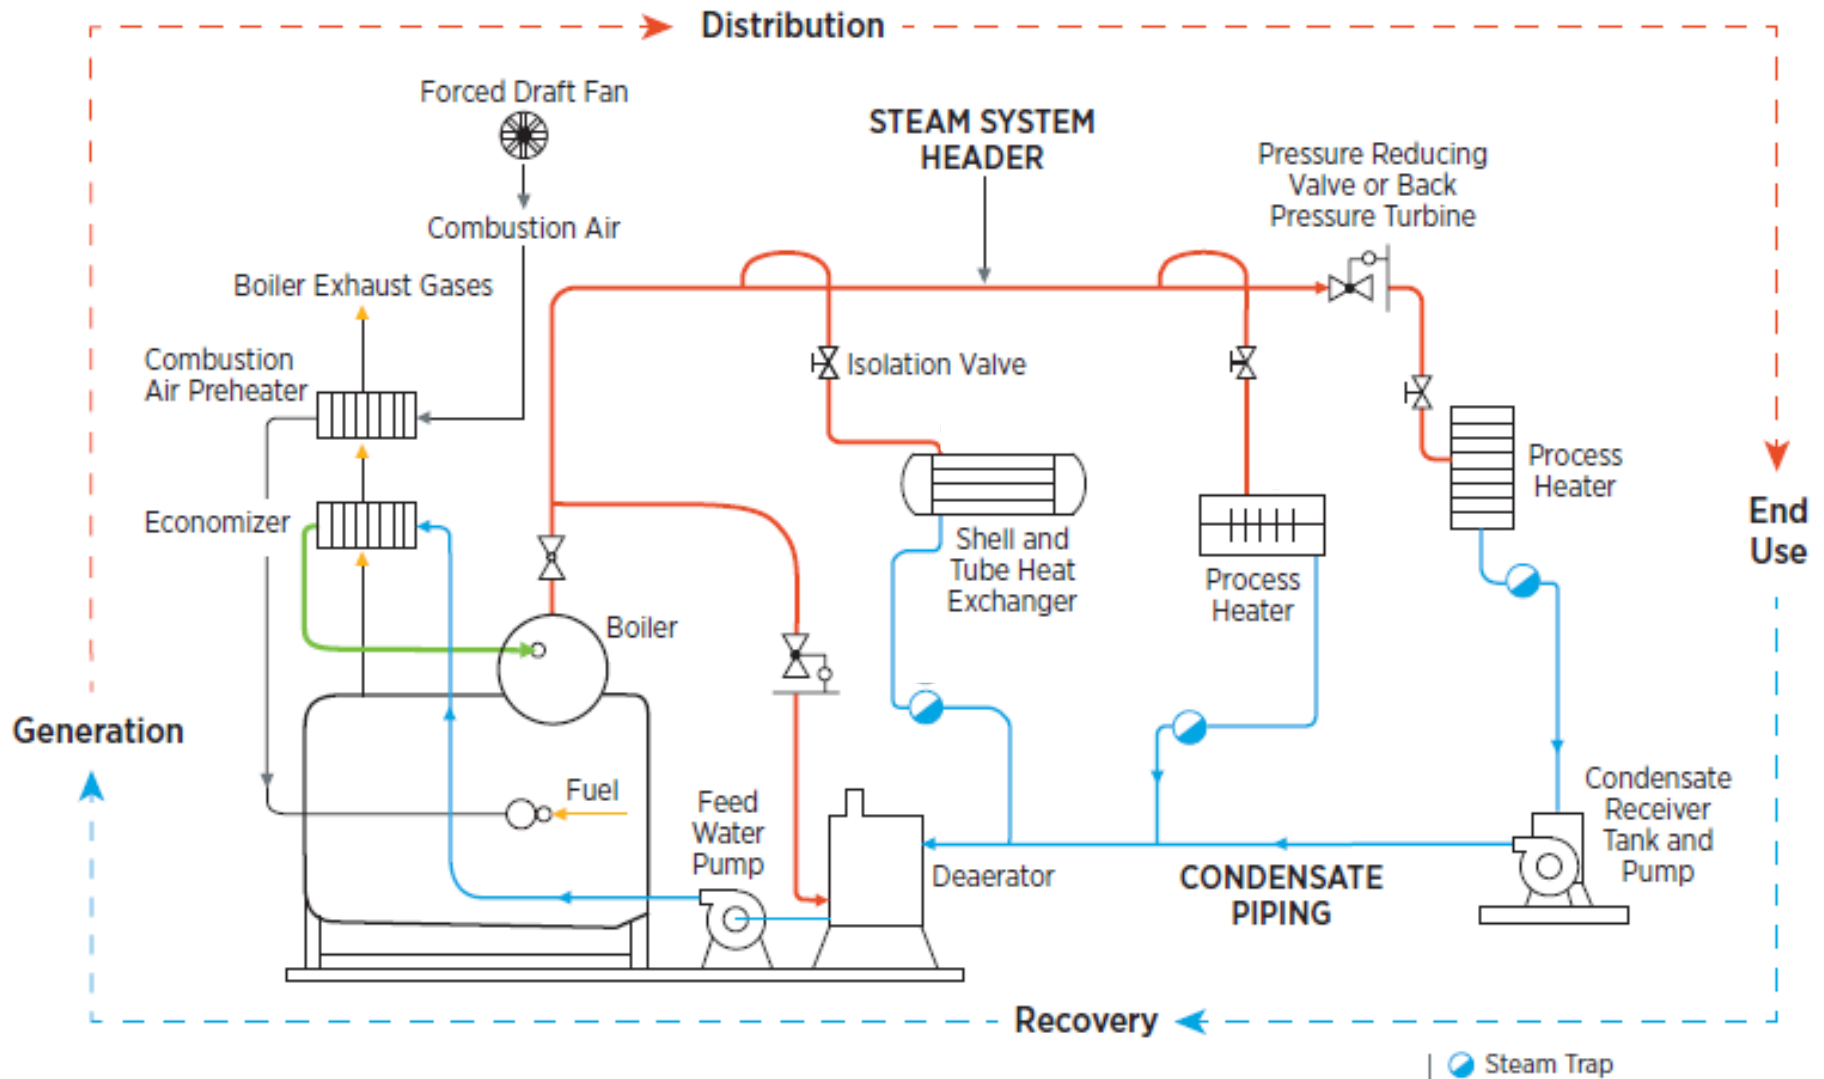 Distribution
Forced Draft Fan
STEAM SYSTEM
HEADER
Pressure Reducing
Valve or Back
Pressure Turbine
Combustion Air
Boiler Exhaust Gases
Combustion
Air Preheater
Isolation Valve
Process
Heater
Economizer
End
Use
Shell and
Tube Heat
Exchanger
Process
Heater
Boiler
Generation
Fuel
Feed
Water
Pump
Condensate
Receiver
Tank and
Pump
Deaerator
CONDENSATE
PIPING
Recovery
Steam Trap